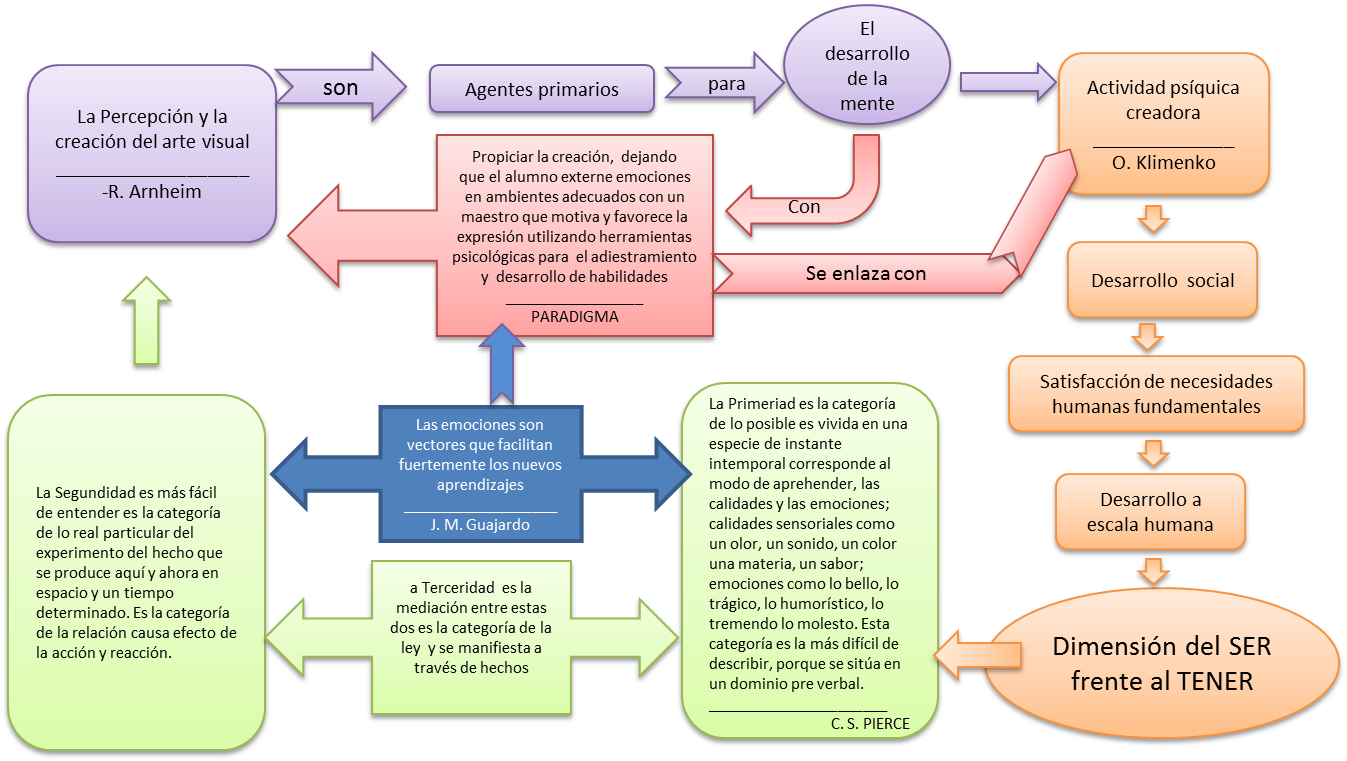 La Percepción y la
creación del arte visual
___________________
-R. Arnheim
son
Agentes primarios
para
El
desarrollo
de la
mente
Actividad psíquica
creadora
______________
O. Klimenko
Propiciar la creación, dejando
que el alumno externe emociones
en ambientes adecuados con un
maestro que motiva y favorece la
expresión utilizando herramientas
psicológicas para el adiestramiento
y desarrollo de habilidades
________________
PARADIGMA
Con
Se enlaza con
Desarrollo social
Satisfacción de necesidades
humanas fundamentales
Desarrollo a
escala humana
Dimensión del SER
frente al TENER
Las emociones son
vectores que facilitan
fuertemente los nuevos
aprendizajes
__________________
J. M. Guajardo
La Segundidad es más fácil
de entender es la categoría
de lo real particular del
experimento del hecho que
se produce aquí y ahora en
espacio y un tiempo
determinado. Es la categoría
de la relación causa efecto de
la acción y reacción.
a Terceridad es la
mediación entre estas
dos es la categoría de la
ley y se manifiesta a
través de hechos
La Primeriad es la categoría
de lo posible es vivida en una
especie de instante
intemporal corresponde al
modo de aprehender, las
calidades y las emociones;
calidades sensoriales como
un olor, un sonido, un color
una materia, un sabor;
emociones como lo bello, lo
trágico, lo humorístico, lo
tremendo lo molesto. Esta
categoría es la más difícil de
describir, porque se sitúa en
un dominio pre verbal.
_____________________
C. S. PIERCE